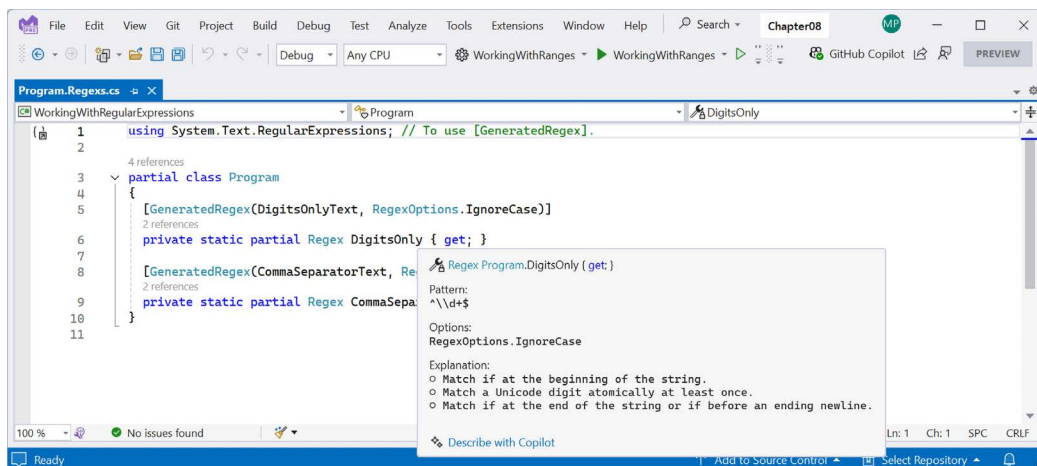 File Edit View Git Project Build Debug Test Analyze Tools Extensions Window Help Search Chapter08 MP
Debug Any CPU WorkingWithRanges WorkingWithRanges GitHub Copilot PREVIEW
Program.Regexs.cs
WorkingWithRegularExpressions Program DigitsOnly
1 using System.Text.RegularExpressions; // To use [GeneratedRegex].
2
4 references
3 partial class Program
4 {
5 [GeneratedRegex(DigitsOnlyText, RegexOptions.IgnoreCase)]
2 references
6 private static partial Regex DigitsOnly { get; }
7
8 [GeneratedRegex(CommaSeparatorText, Re
2 references
9 private static partial Regex CommaSepa
10 }
11
Regex Program.DigitsOnly { get; }
Pattern:
^\\d+$
Options:
RegexOptions.IgnoreCase
Explanation:
○ Match if at the beginning of the string.
○ Match a Unicode digit atomically at least once.
○ Match if at the end of the string or if before an ending newline.
Describe with Copilot
100 % No issues found Ln: 1 Ch: 1 SPC CRLF
Ready Add to Source Control Select Repository